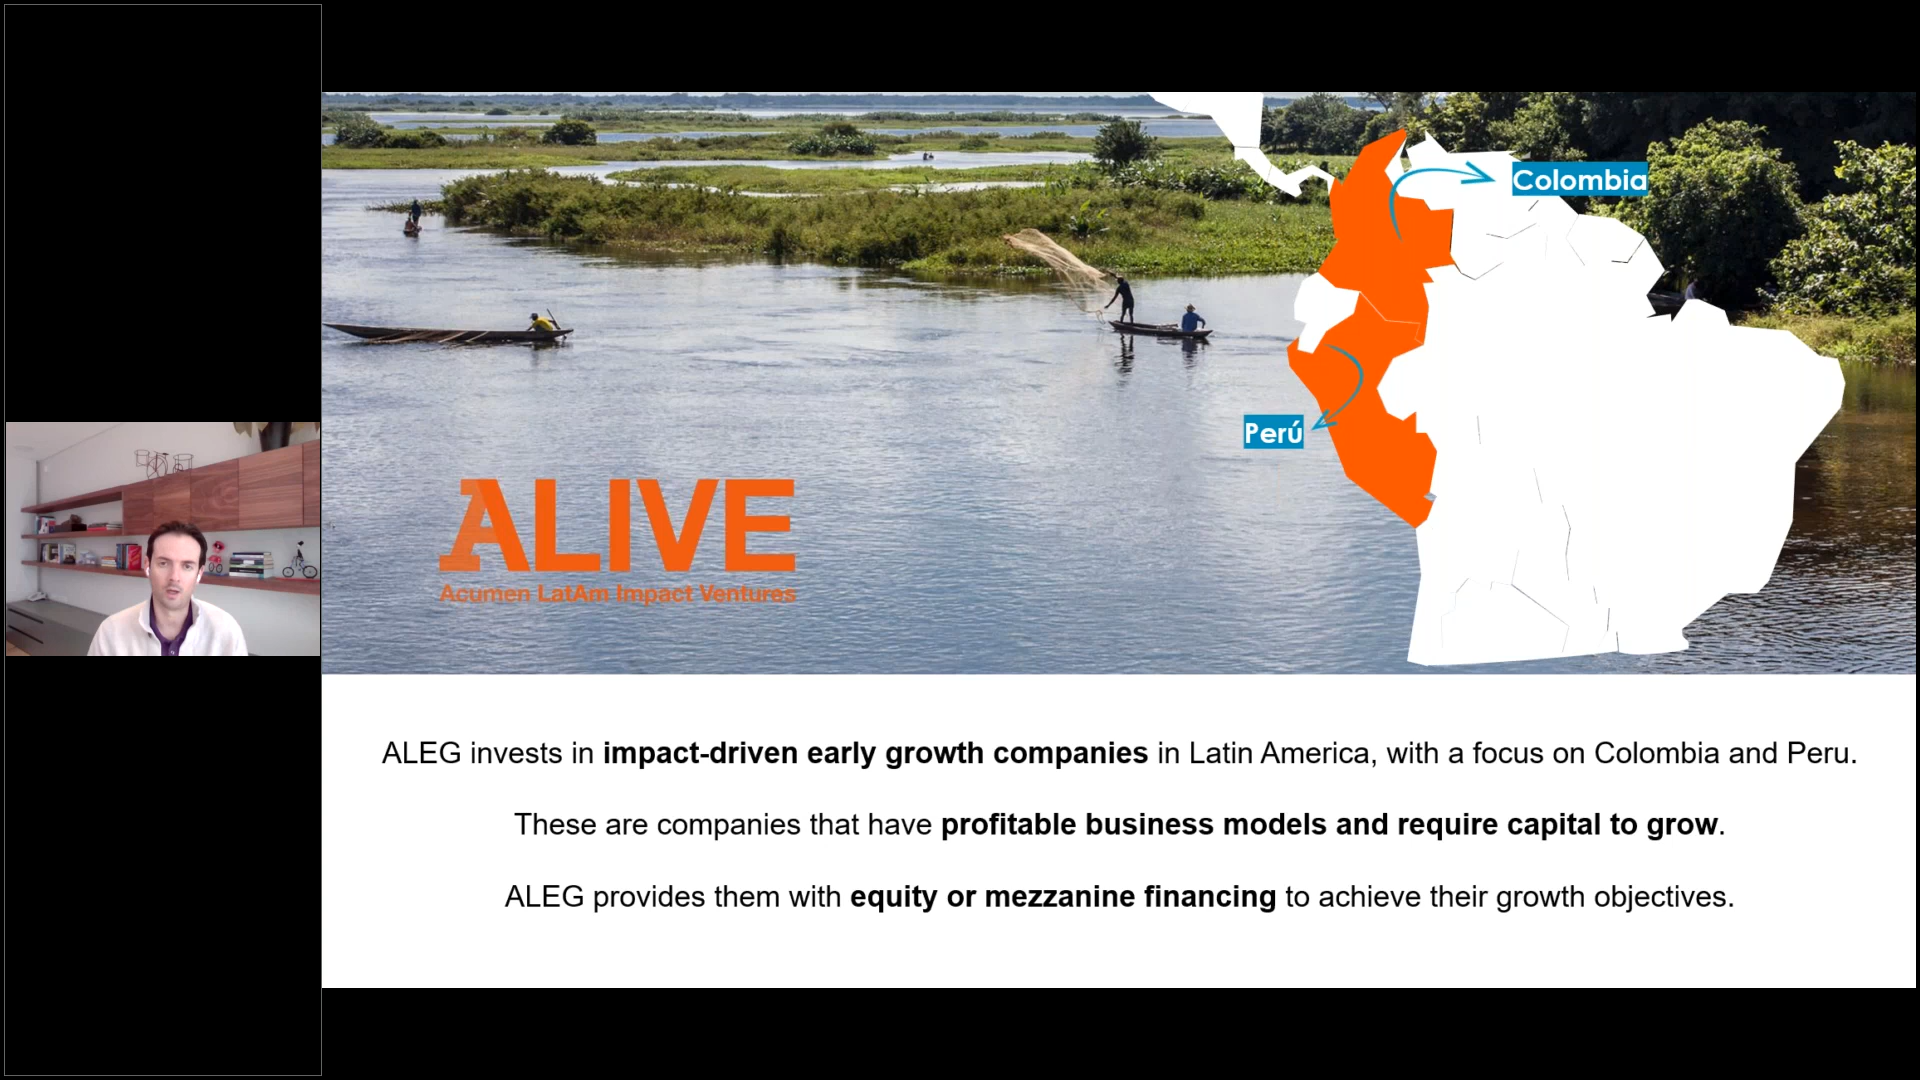 Colombia
Perú
ALIVE
Acumen LatAm Impact Ventures
ALEG invests in impact-driven early growth companies in Latin America, with a focus on Colombia and Peru.
These are companies that have profitable business models and require capital to grow.
ALEG provides them with equity or mezzanine financing to achieve their growth objectives.